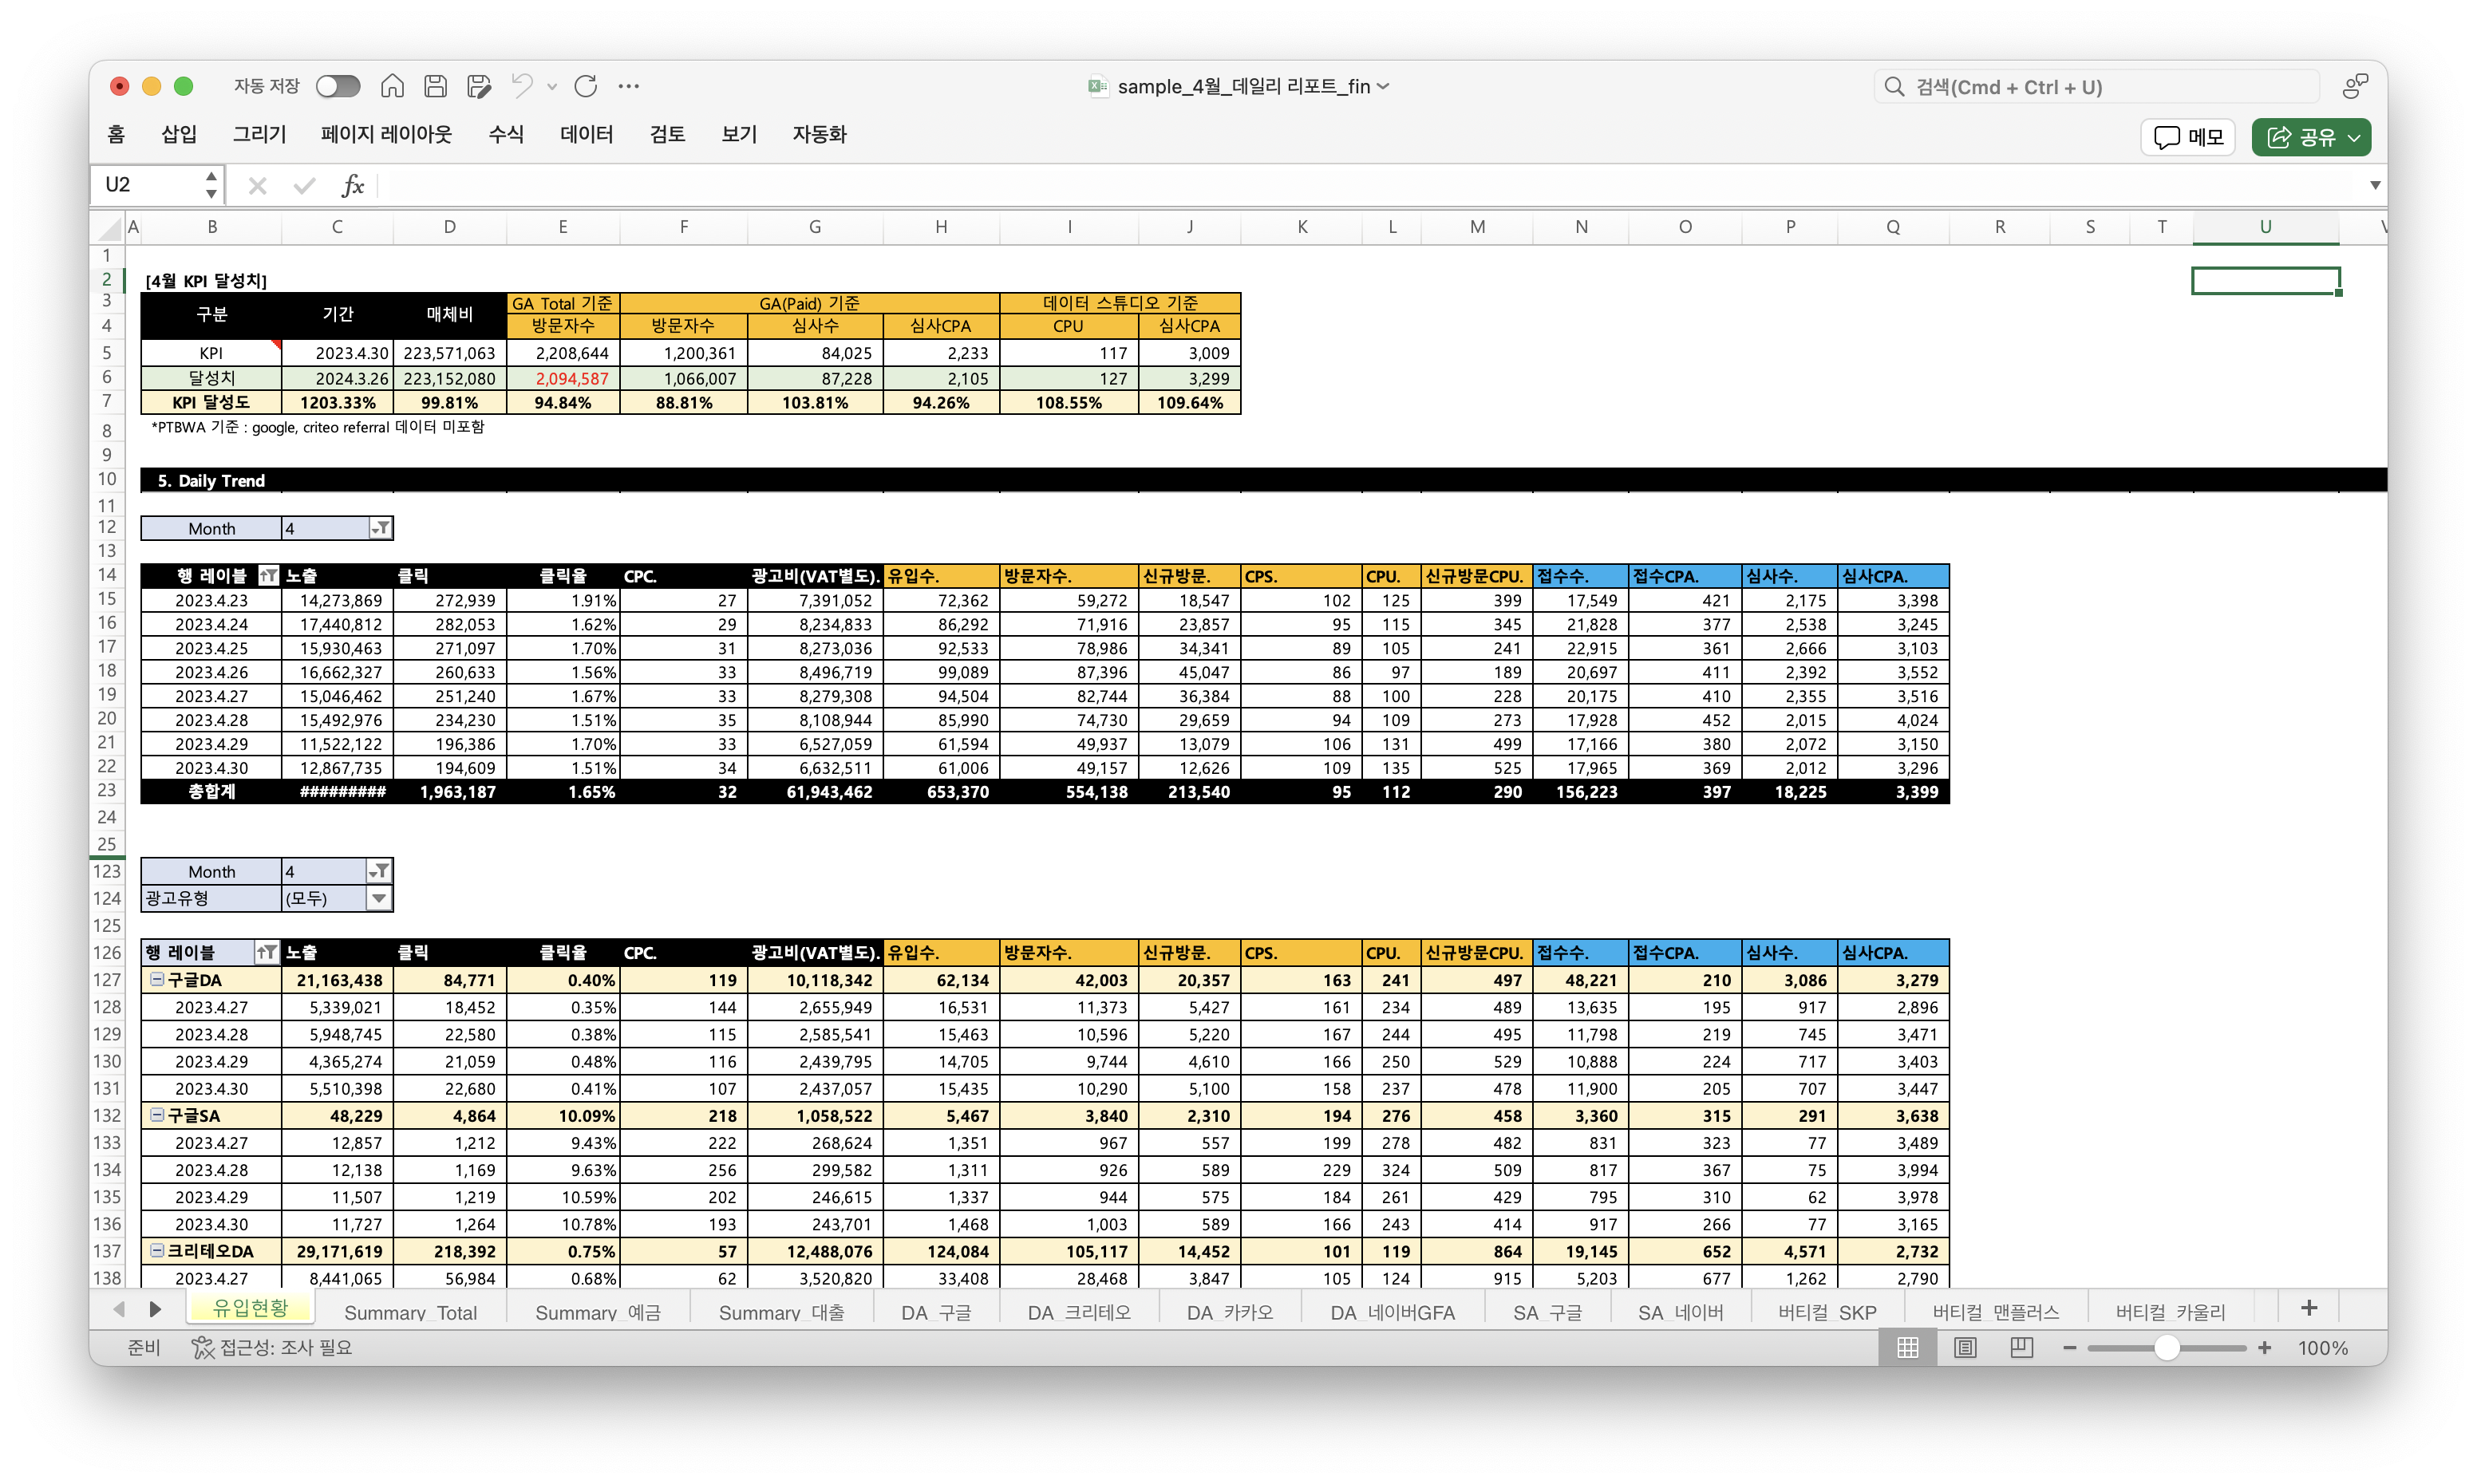 자동 저장 sample_4월_데일리 리포트_fin 검색(Cmd + Ctrl + U)
홈 삽입 그리기 페이지 레이아웃 수식 데이터 검토 보기 자동화 메모 공유
U2 fx
A B C D E F G H I J K L M N O P Q R S T U V
1
2 [4월 KPI 달성치]
3 구분 기간 매체비 GA Total 기준 GA(Paid) 기준 데이터 스튜디오 기준
4 방문자수 방문자수 심사수 심사CPA CPU 심사CPA
5 KPI 2023.4.30 223,571,063 2,208,644 1,200,361 84,025 2,233 117 3,009
6 달성치 2024.3.26 223,152,080 2,094,587 1,066,007 87,228 2,105 127 3,299
7 KPI 달성도 1203.33% 99.81% 94.84% 88.81% 103.81% 94.26% 108.55% 109.64%
8 *PTBWA 기준 : google, criteo referral 데이터 미포함
9
10 5. Daily Trend
11
12 Month 4
13
14 행 레이블 노출 클릭 클릭율 CPC. 광고비(VAT별도). 유입수. 방문자수. 신규방문. CPS. CPU. 신규방문CPU. 접수수. 접수CPA. 심사수. 심사CPA.
15 2023.4.23 14,273,869 272,939 1.91% 27 7,391,052 72,362 59,272 18,547 102 125 399 17,549 421 2,175 3,398
16 2023.4.24 17,440,812 282,053 1.62% 29 8,234,833 86,292 71,916 23,857 95 115 345 21,828 377 2,538 3,245
17 2023.4.25 15,930,463 271,097 1.70% 31 8,273,036 92,533 78,986 34,341 89 105 241 22,915 361 2,666 3,103
18 2023.4.26 16,662,327 260,633 1.56% 33 8,496,719 99,089 87,396 45,047 86 97 189 20,697 411 2,392 3,552
19 2023.4.27 15,046,462 251,240 1.67% 33 8,279,308 94,504 82,744 36,384 88 100 228 20,175 410 2,355 3,516
20 2023.4.28 15,492,976 234,230 1.51% 35 8,108,944 85,990 74,730 29,659 94 109 273 17,928 452 2,015 4,024
21 2023.4.29 11,522,122 196,386 1.70% 33 6,527,059 61,594 49,937 13,079 106 131 499 17,166 380 2,072 3,150
22 2023.4.30 12,867,735 194,609 1.51% 34 6,632,511 61,006 49,157 12,626 109 135 525 17,965 369 2,012 3,296
23 총합계 ######### 1,963,187 1.65% 32 61,943,462 653,370 554,138 213,540 95 112 290 156,223 397 18,225 3,399
24
25
123 Month 4
124 광고유형 (모두)
125
126 행 레이블 노출 클릭 클릭율 CPC. 광고비(VAT별도). 유입수. 방문자수. 신규방문. CPS. CPU. 신규방문CPU. 접수수. 접수CPA. 심사수. 심사CPA.
127 구글DA 21,163,438 84,771 0.40% 119 10,118,342 62,134 42,003 20,357 163 241 497 48,221 210 3,086 3,279
128 2023.4.27 5,339,021 18,452 0.35% 144 2,655,949 16,531 11,373 5,427 161 234 489 13,635 195 917 2,896
129 2023.4.28 5,948,745 22,580 0.38% 115 2,585,541 15,463 10,596 5,220 167 244 495 11,798 219 745 3,471
130 2023.4.29 4,365,274 21,059 0.48% 116 2,439,795 14,705 9,744 4,610 166 250 529 10,888 224 717 3,403
131 2023.4.30 5,510,398 22,680 0.41% 107 2,437,057 15,435 10,290 5,100 158 237 478 11,900 205 707 3,447
132 구글SA 48,229 4,864 10.09% 218 1,058,522 5,467 3,840 2,310 194 276 458 3,360 315 291 3,638
133 2023.4.27 12,857 1,212 9.43% 222 268,624 1,351 967 557 199 278 482 831 323 77 3,489
134 2023.4.28 12,138 1,169 9.63% 256 299,582 1,311 926 589 229 324 509 817 367 75 3,994
135 2023.4.29 11,507 1,219 10.59% 202 246,615 1,337 944 575 184 261 429 795 310 62 3,978
136 2023.4.30 11,727 1,264 10.78% 193 243,701 1,468 1,003 589 166 243 414 917 266 77 3,165
137 크리테오DA 29,171,619 218,392 0.75% 57 12,488,076 124,084 105,117 14,452 101 119 864 19,145 652 4,571 2,732
138 2023.4.27 8,441,065 56,984 0.68% 62 3,520,820 33,408 28,468 3,847 105 124 915 5,203 677 1,262 2,790
유입현황 Summary_Total Summary_예금 Summary_대출 DA_구글 DA_크리테오 DA_카카오 DA_네이버GFA SA_구글 SA_네이버 버티컬_SKP 버티컬_맨플러스 버티컬_카울리
준비 접근성: 조사 필요 100%